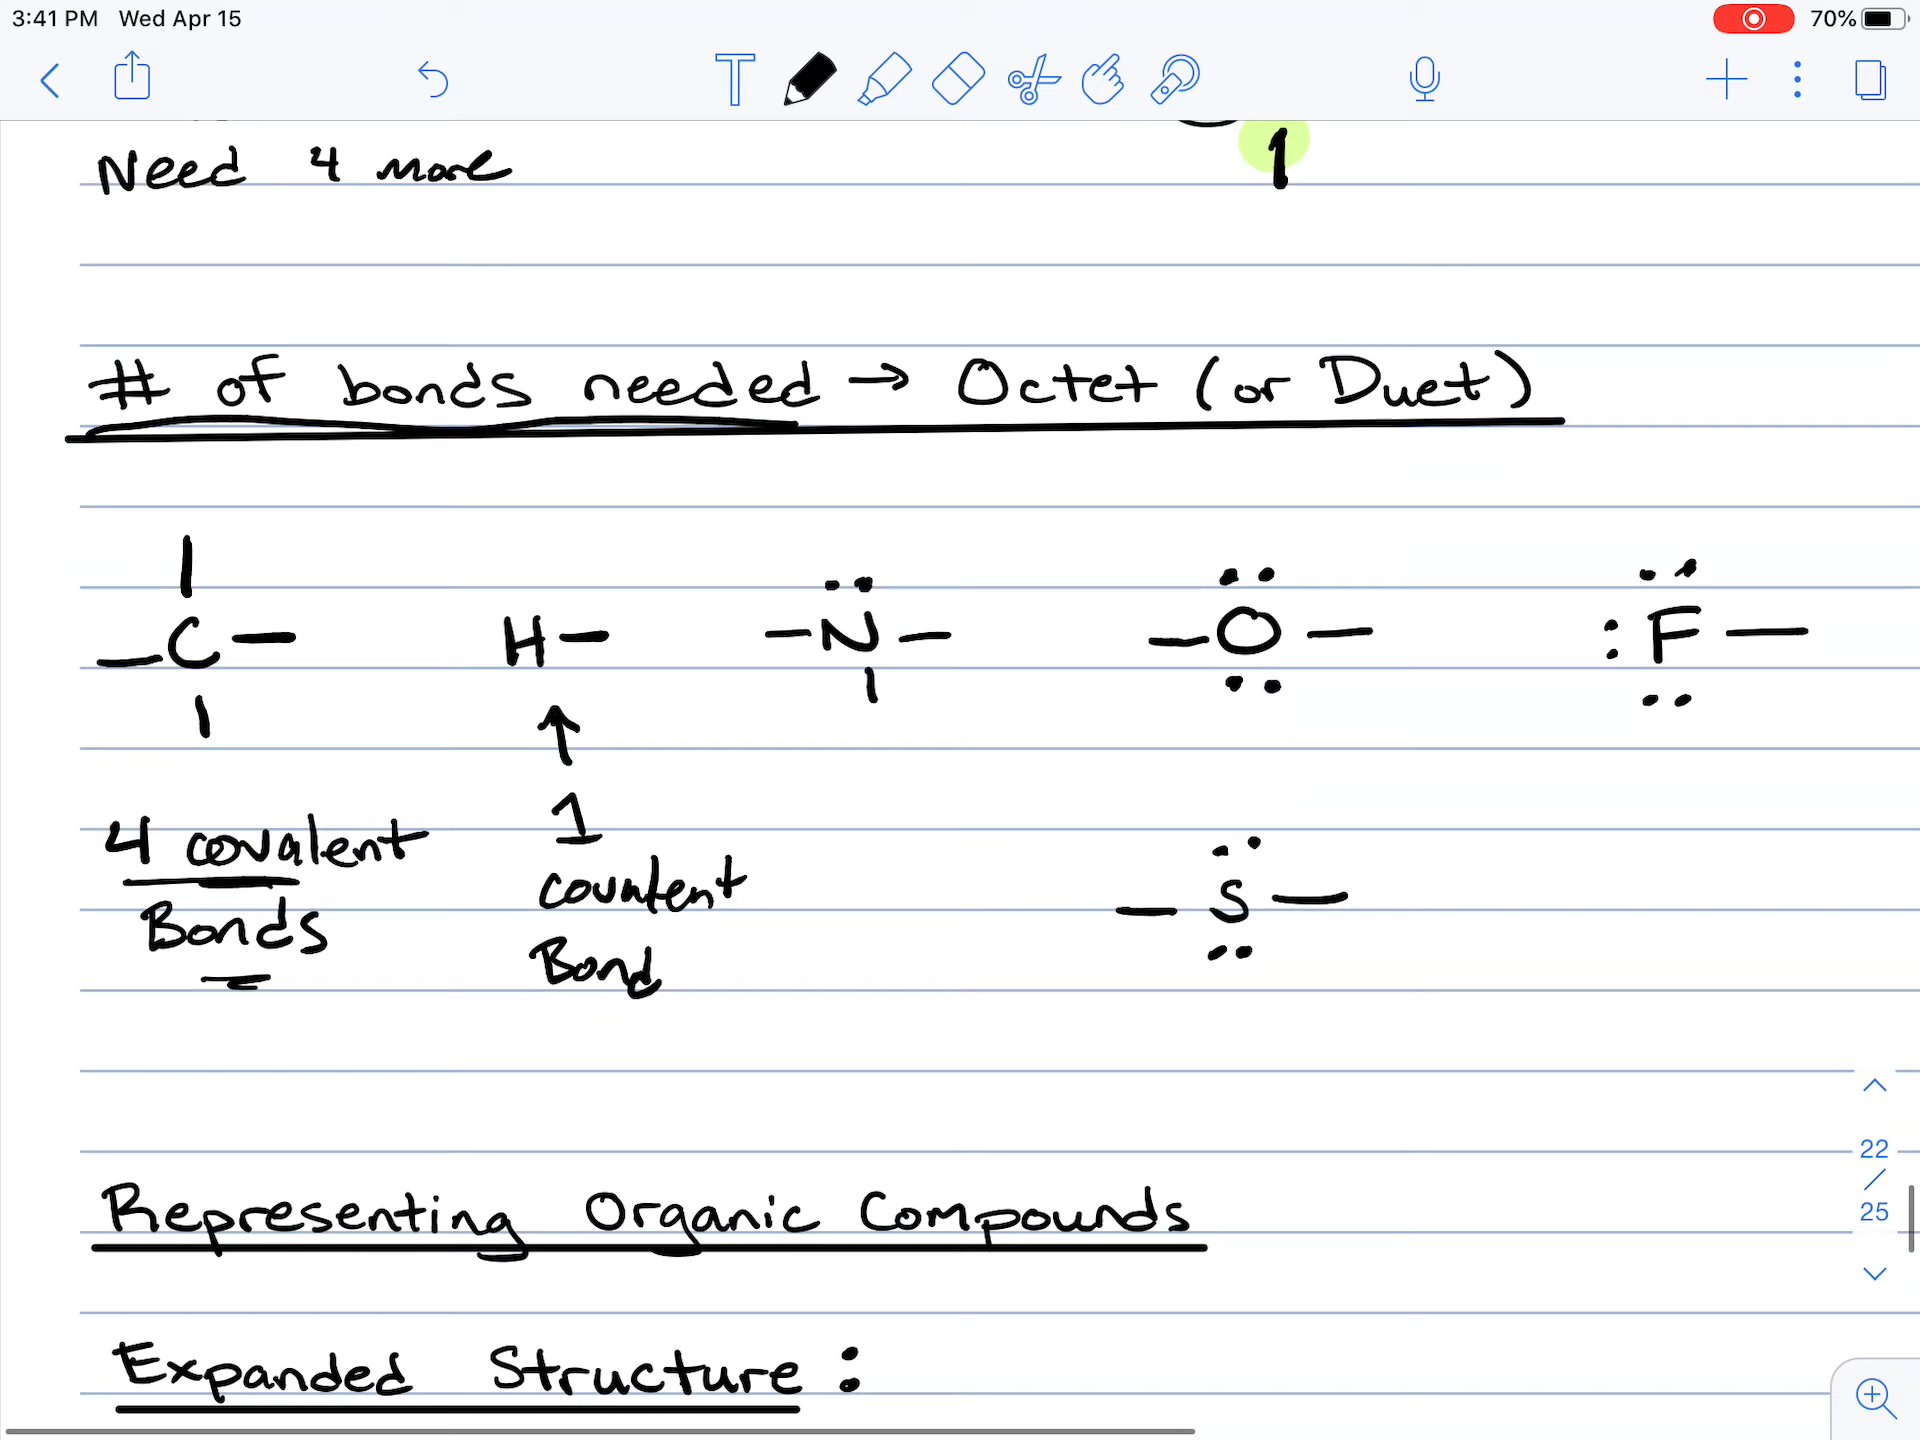 3:41 PM Wed Apr 15
70%
Need 4 more
1
# of bonds needed → Octet (or Duet)
C H N O F
1
4 covalent
covalent
Bonds
Bond
S
22
/
25
Representing Organic Compounds
Expanded Structure: